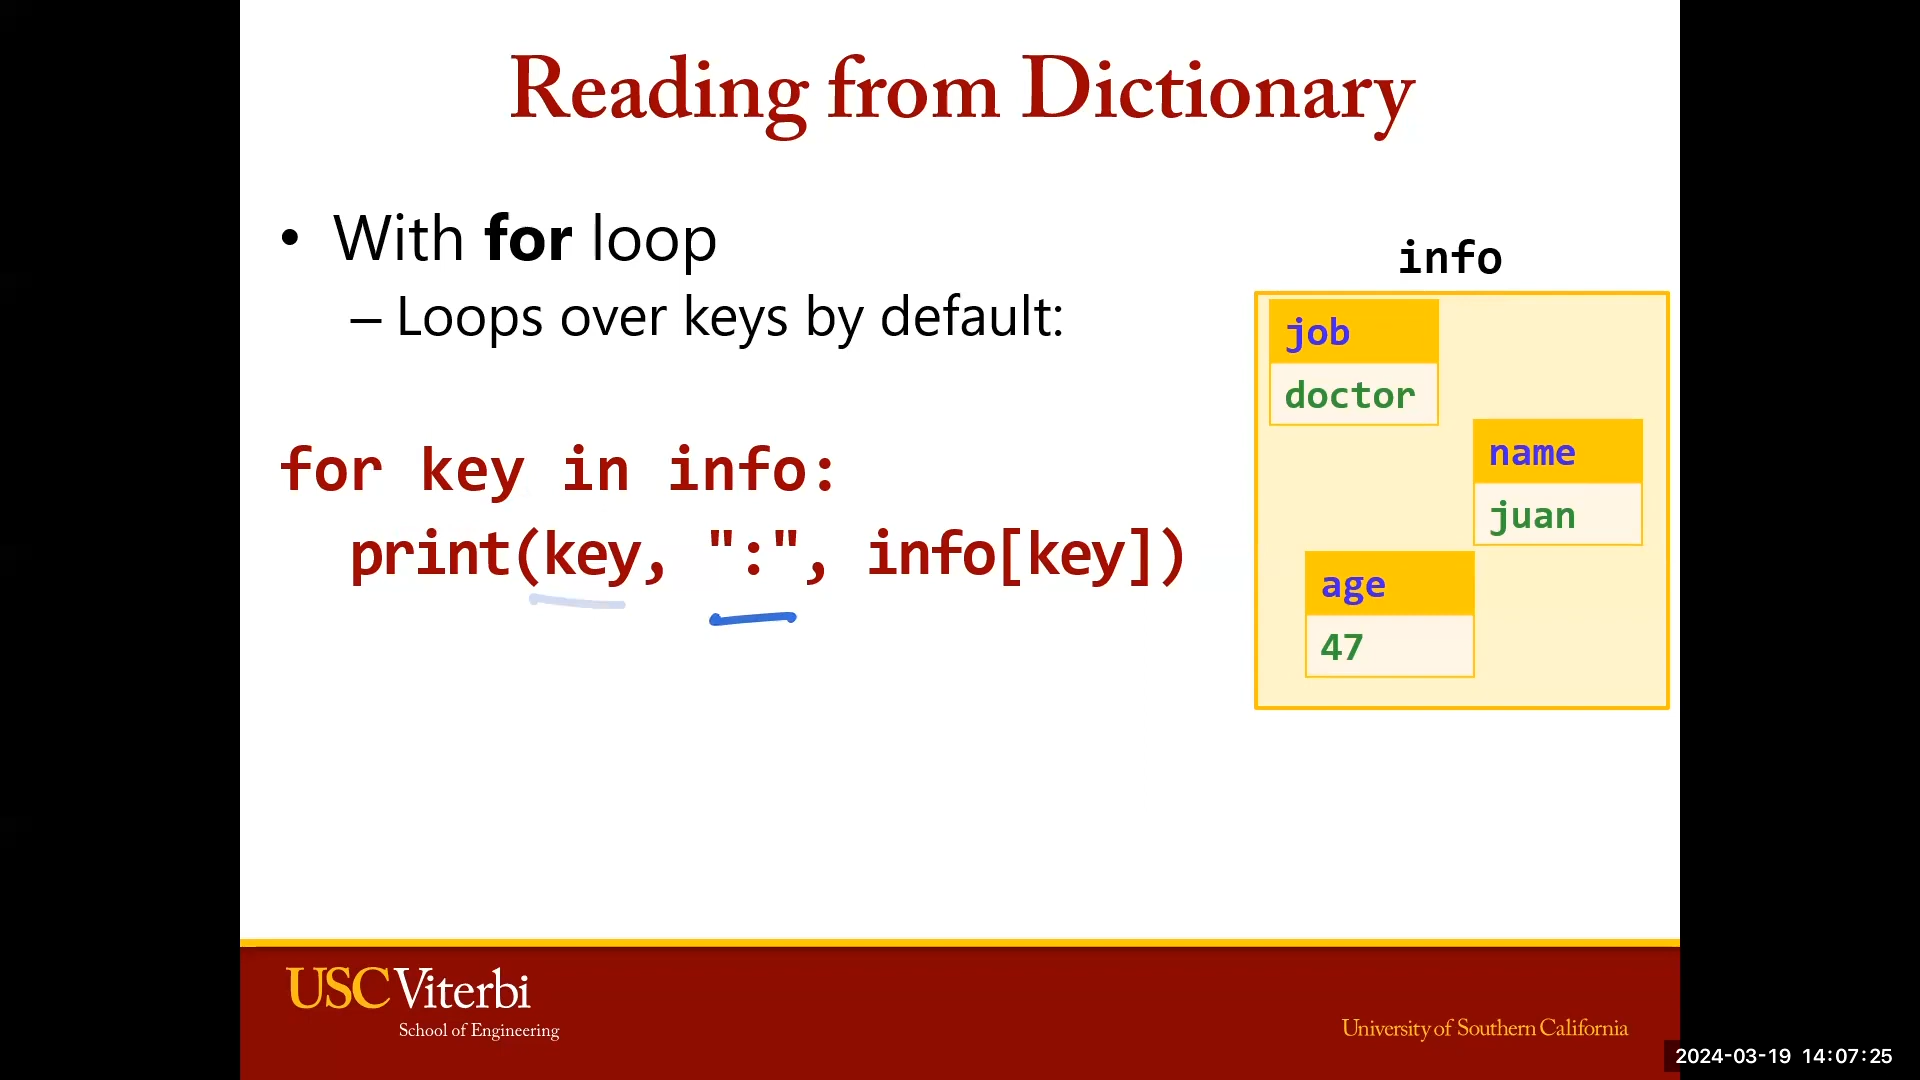 Reading from Dictionary
• With for loop
– Loops over keys by default:
for key in info:
print(key, ":", info[key])
info
job
doctor
name
juan
age
47
USC Viterbi
School of Engineering
University of Southern California
2024-03-19 14:07:25